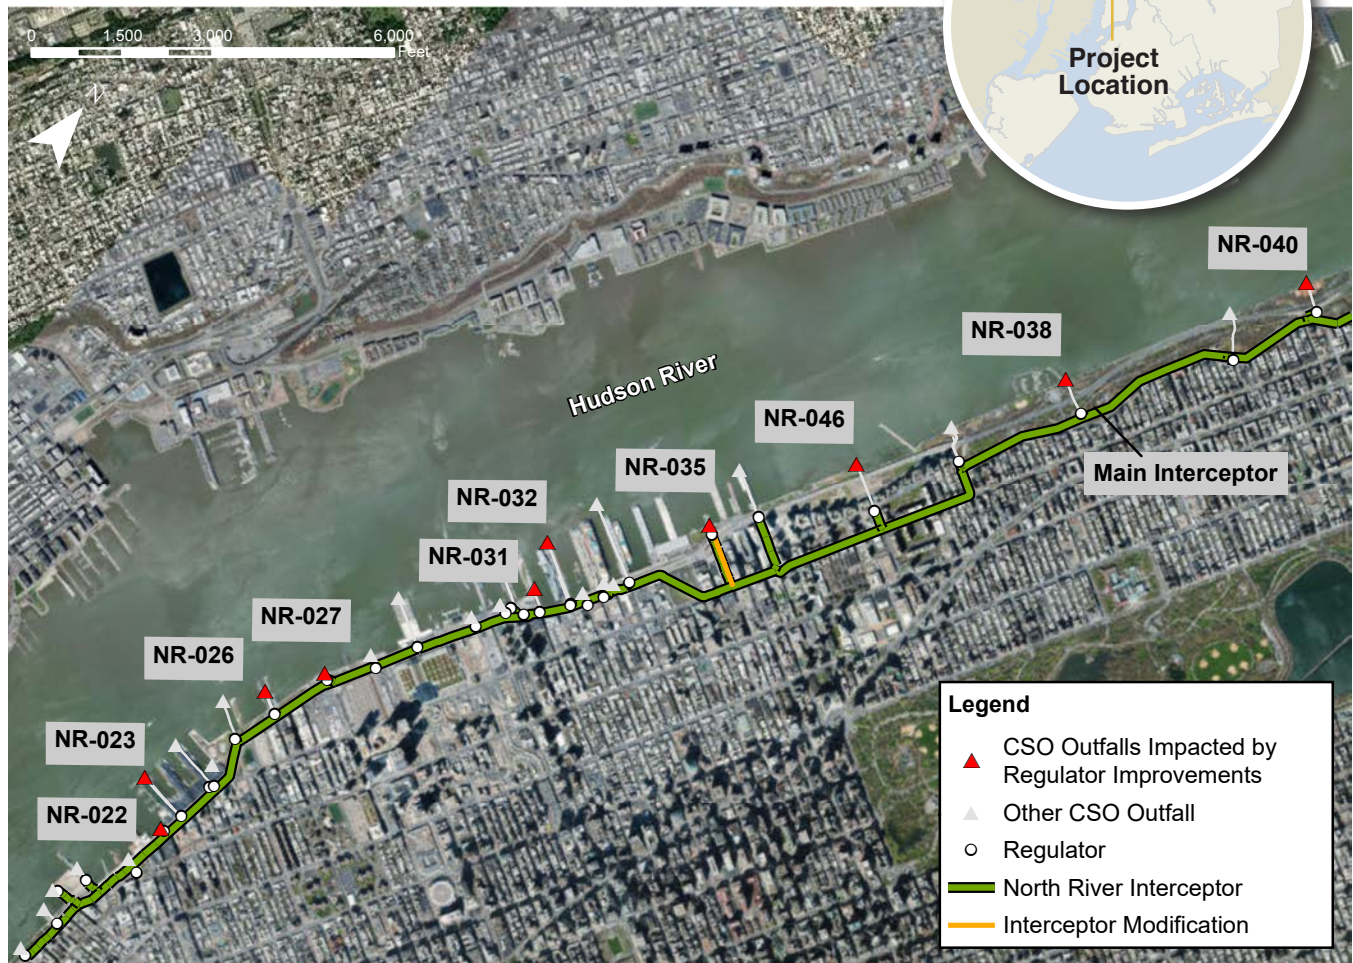 0 1,500 3,000 6,000
Feet
N
Project
Location
NR-040
NR-038
Hudson River
NR-046
Main Interceptor
NR-035
NR-032
NR-031
NR-027
NR-026
NR-023
NR-022
Legend
CSO Outfalls Impacted by
Regulator Improvements
Other CSO Outfall
Regulator
North River Interceptor
Interceptor Modification